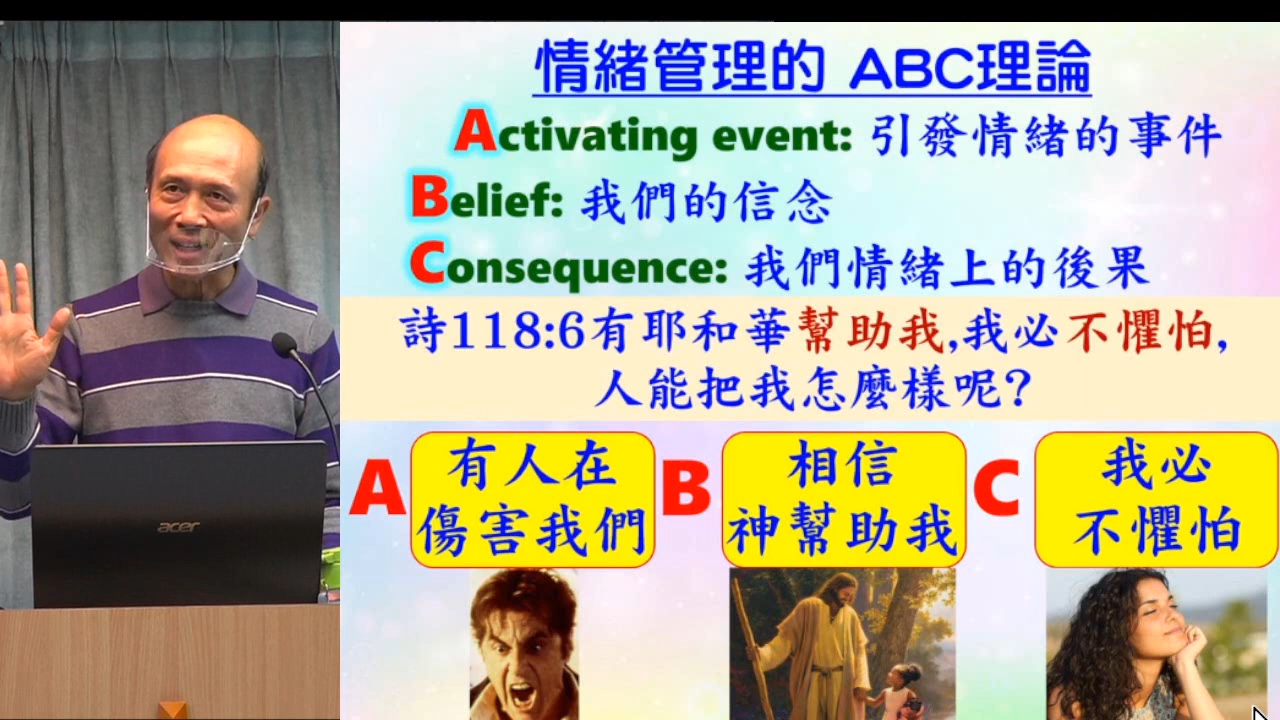 情緒管理的 ABC理論
Activating event: 引發情緒的事件
Belief: 我們的信念
Consequence: 我們情緒上的後果
詩118:6有耶和華幫助我,我必不懼怕,
人能把我怎麼樣呢?
A 有人在
傷害我們
B 相信
神幫助我
C 我必
不懼怕
acer